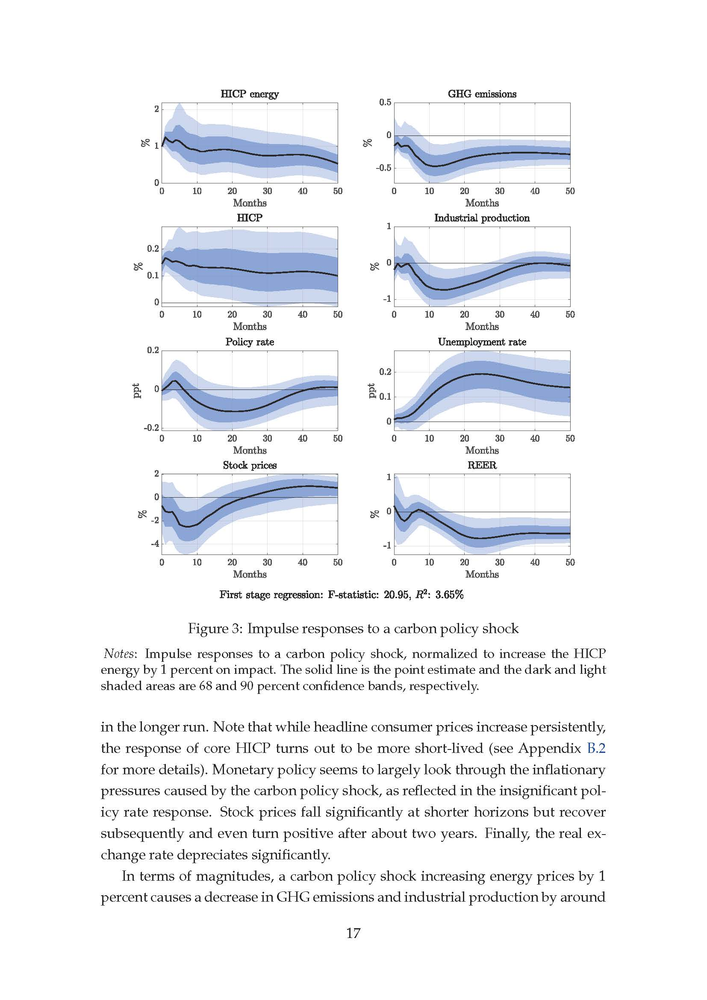 HICP energy
2
1
0
%
0 10 20 30 40 50
Months
GHG emissions
0.5
0
-0.5
%
0 10 20 30 40 50
Months
HICP
0.2
0.1
0
%
0 10 20 30 40 50
Months
Industrial production
1
0
-1
%
0 10 20 30 40 50
Months
Policy rate
0.2
0
-0.2
ppt
0 10 20 30 40 50
Months
Unemployment rate
0.2
0.1
0
ppt
0 10 20 30 40 50
Months
Stock prices
2
0
-2
-4
%
0 10 20 30 40 50
Months
REER
1
0
-1
%
0 10 20 30 40 50
Months
First stage regression: F-statistic: 20.95, R²: 3.65%
Figure 3: Impulse responses to a carbon policy shock
Notes: Impulse responses to a carbon policy shock, normalized to increase the HICP
energy by 1 percent on impact. The solid line is the point estimate and the dark and light
shaded areas are 68 and 90 percent confidence bands, respectively.
in the longer run. Note that while headline consumer prices increase persistently,
the response of core HICP turns out to be more short-lived (see Appendix B.2
for more details). Monetary policy seems to largely look through the inflationary
pressures caused by the carbon policy shock, as reflected in the insignificant pol-
icy rate response. Stock prices fall significantly at shorter horizons but recover
subsequently and even turn positive after about two years. Finally, the real ex-
change rate depreciates significantly.
In terms of magnitudes, a carbon policy shock increasing energy prices by 1
percent causes a decrease in GHG emissions and industrial production by around
17